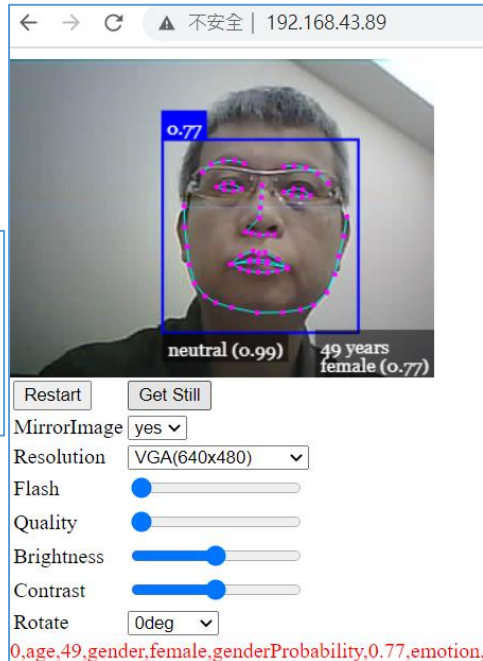 不安全 | 192.168.43.89
0.77
neutral (0.99)
49 years
female (0.77)
Restart
Get Still
MirrorImage yes
Resolution VGA(640x480)
Flash
Quality
Brightness
Contrast
Rotate 0deg
0,age,49,gender,female,genderProbability,0.77,emotion,